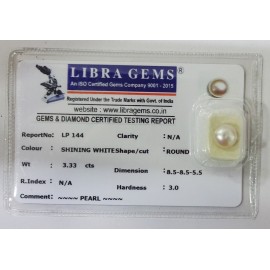 LIBRA GEMS
An ISO Certified Gems Company 9001 - 2015
Registered Under Trade Marks with Govt. of India
website : www.libragems.co.in
GEMS & DIAMOND CERTIFIED TESTING REPORT
ReportNo: LP 144 Clarity : N/A
Colour : SHINING WHITE Shape/cut : ROUND
Wt : 3.33 cts Dimension : 8.5-8.5-5.5
R.Index : N/A Hardness : 3.0
Comment : ~~~~ PEARL ~~~~